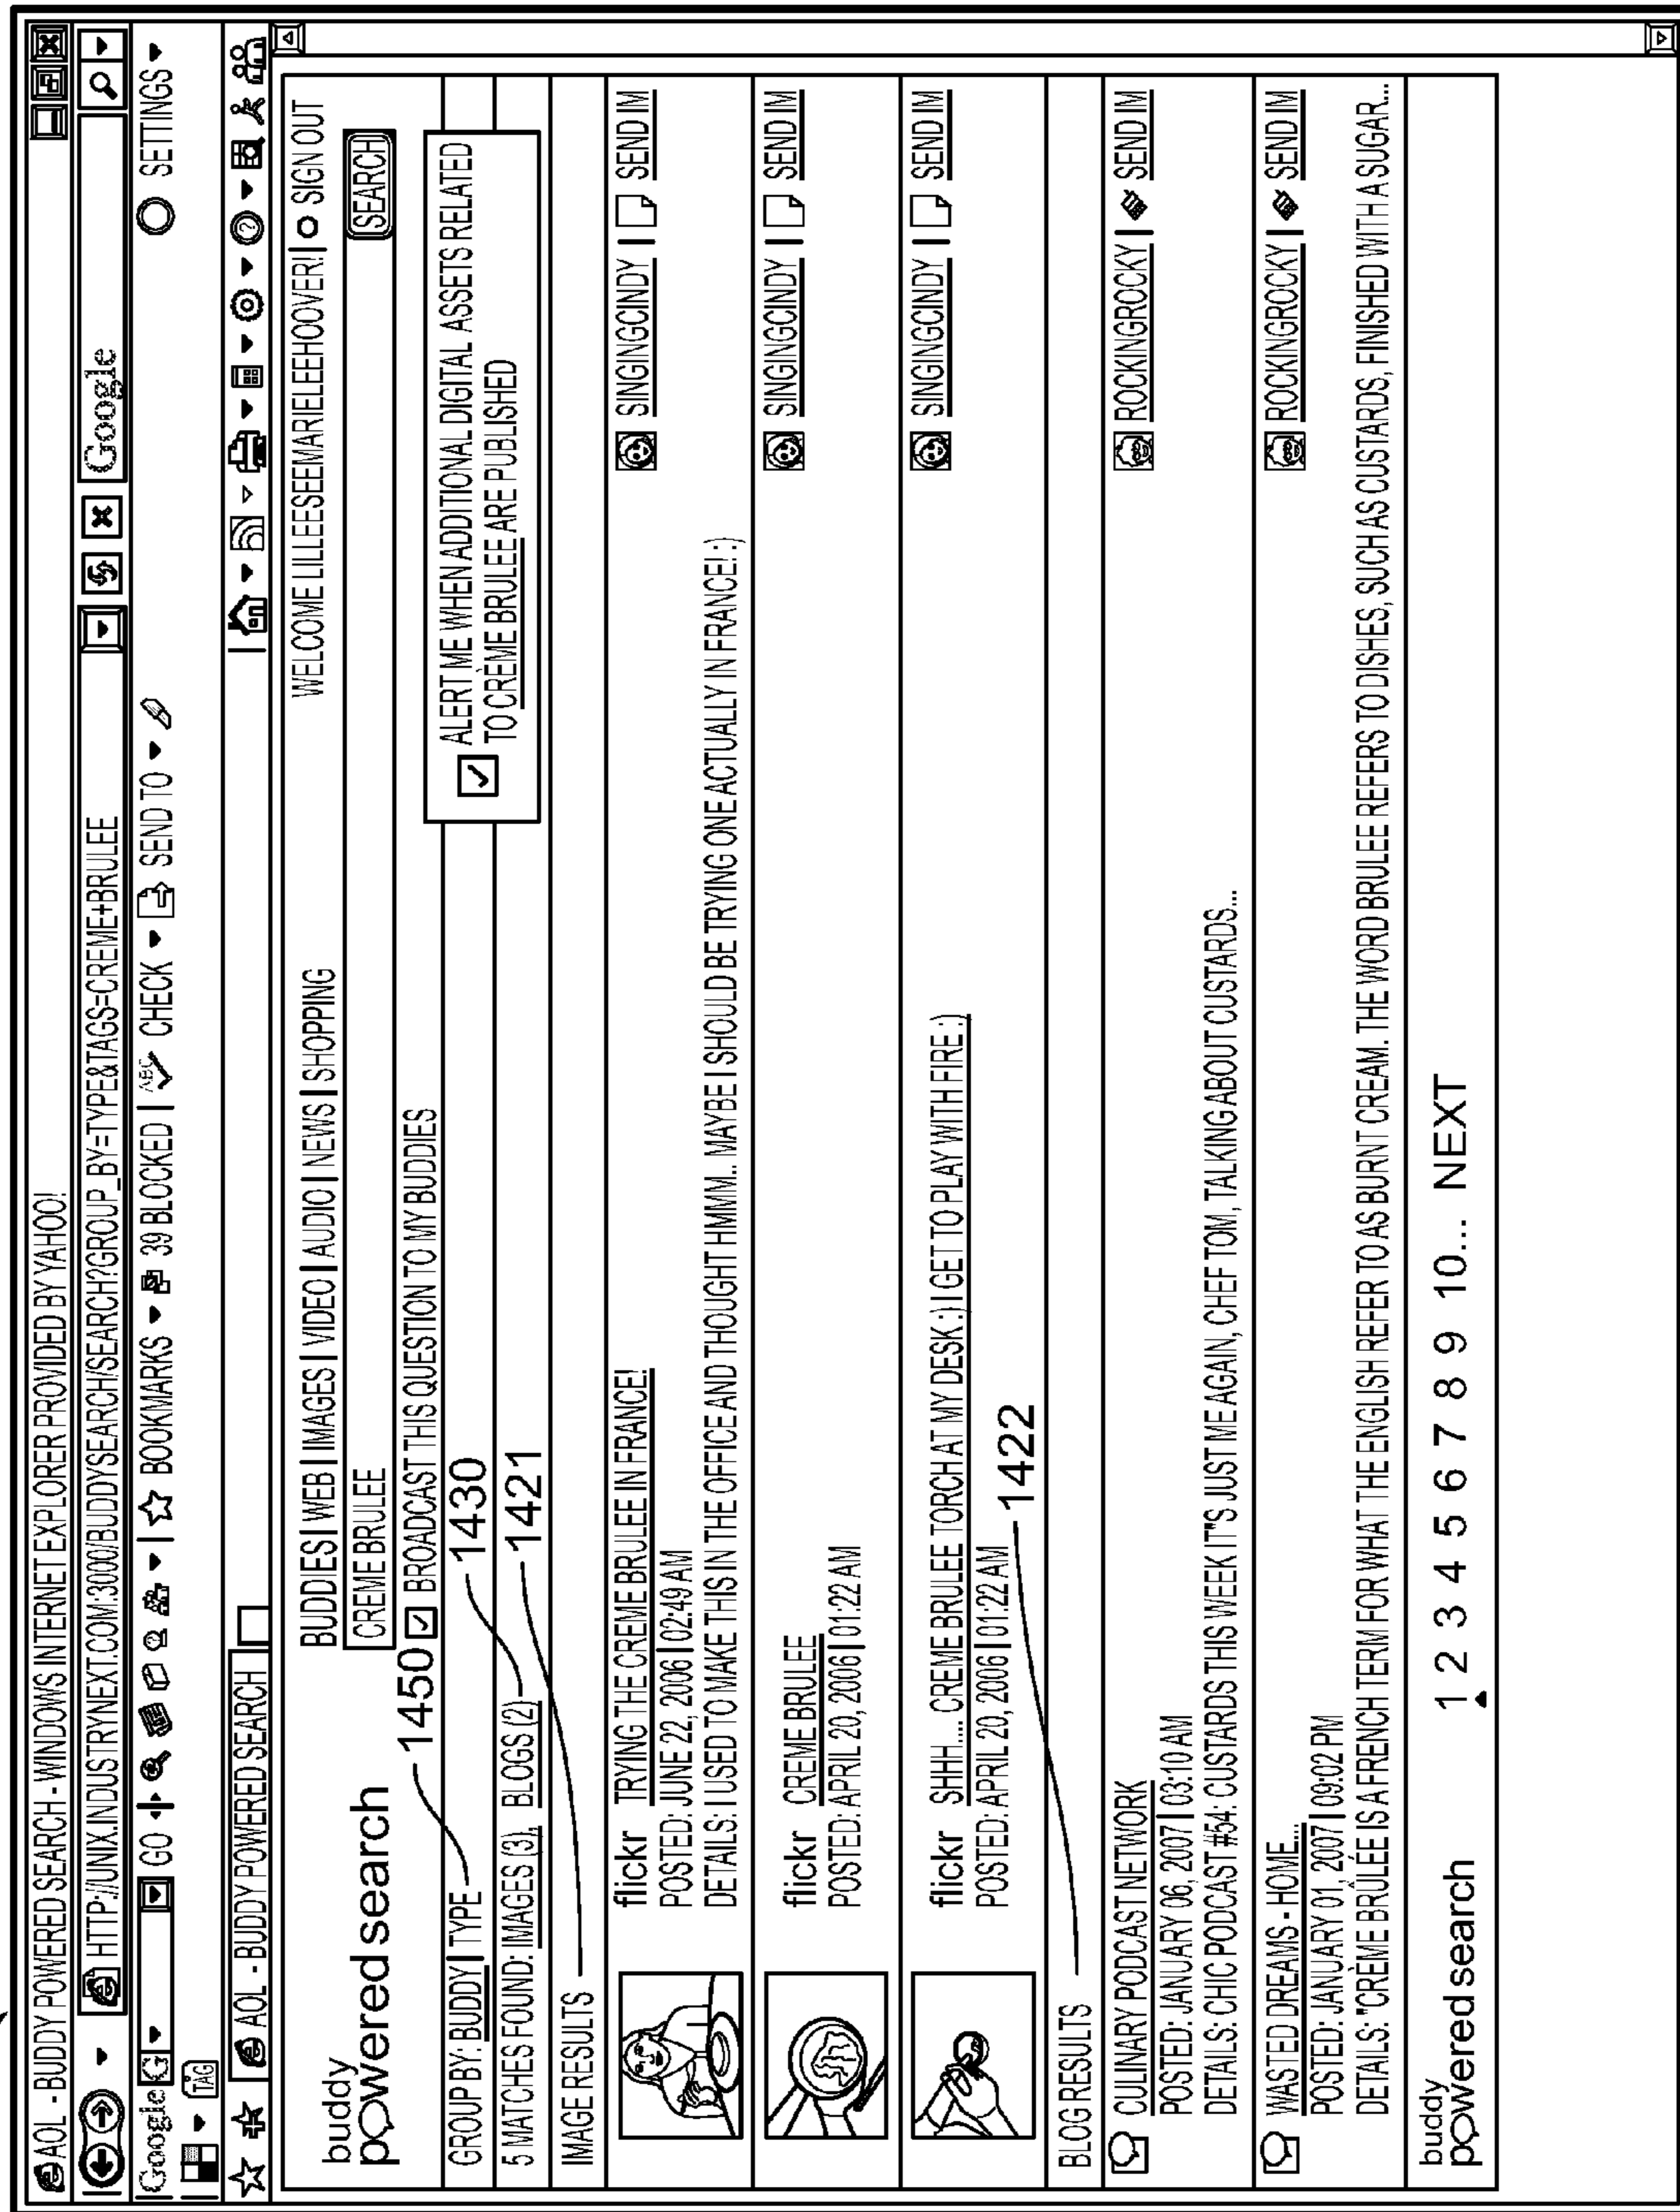 AOL - BUDDY POWERED SEARCH - WINDOWS INTERNET EXPLORER PROVIDED BY YAHOO!
HTTP://UNIX.INDUSTRYNEXT.COM:3000/BUDDYSEARCH/SEARCH?GROUP_BY=TYPE&TAGS=CREME+BRULEE
Google
Google G GO BOOKMARKS 39 BLOCKED ABC CHECK SEND TO SETTINGS
TAG
AOL - BUDDY POWERED SEARCH
BUDDIES | WEB | IMAGES | VIDEO | AUDIO | NEWS | SHOPPING
WELCOME LILLEESEEMARIELEEHOOVER! | SIGN OUT
buddy
powered search
CREME BRULEE
SEARCH
1450
BROADCAST THIS QUESTION TO MY BUDDIES
GROUP BY: BUDDY | TYPE
1430
ALERT ME WHEN ADDITIONAL DIGITAL ASSETS RELATED
TO CRÈME BRULEE ARE PUBLISHED
5 MATCHES FOUND: IMAGES (3), BLOGS (2)
1421
IMAGE RESULTS
flickr TRYING THE CREME BRULEE IN FRANCE! SINGINGCINDY | SEND IM
POSTED: JUNE 22, 2006 | 02:49 AM
DETAILS: I USED TO MAKE THIS IN THE OFFICE AND THOUGHT HMMM.. MAYBE I SHOULD BE TRYING ONE ACTUALLY IN FRANCE! :)
flickr CREME BRULEE SINGINGCINDY | SEND IM
POSTED: APRIL 20, 2006 | 01:22 AM
flickr SHHH.... CREME BRULEE TORCH AT MY DESK :) I GET TO PLAY WITH FIRE :) SINGINGCINDY | SEND IM
POSTED: APRIL 20, 2006 | 01:22 AM
1422
BLOG RESULTS
CULINARY PODCAST NETWORK ROCKINGROCKY | SEND IM
POSTED: JANUARY 06, 2007 | 03:10 AM
DETAILS: CHIC PODCAST #54: CUSTARDS THIS WEEK IT"S JUST ME AGAIN, CHEF TOM, TALKING ABOUT CUSTARDS...
WASTED DREAMS - HOME... ROCKINGROCKY | SEND IM
POSTED: JANUARY 01, 2007 | 09:02 PM
DETAILS: "CRÈME BRÛLÉE IS A FRENCH TERM FOR WHAT THE ENGLISH REFER TO AS BURNT CREAM. THE WORD BRULEE REFERS TO DISHES, SUCH AS CUSTARDS, FINISHED WITH A SUGAR...
buddy
powered search
1 2 3 4 5 6 7 8 9 10... NEXT